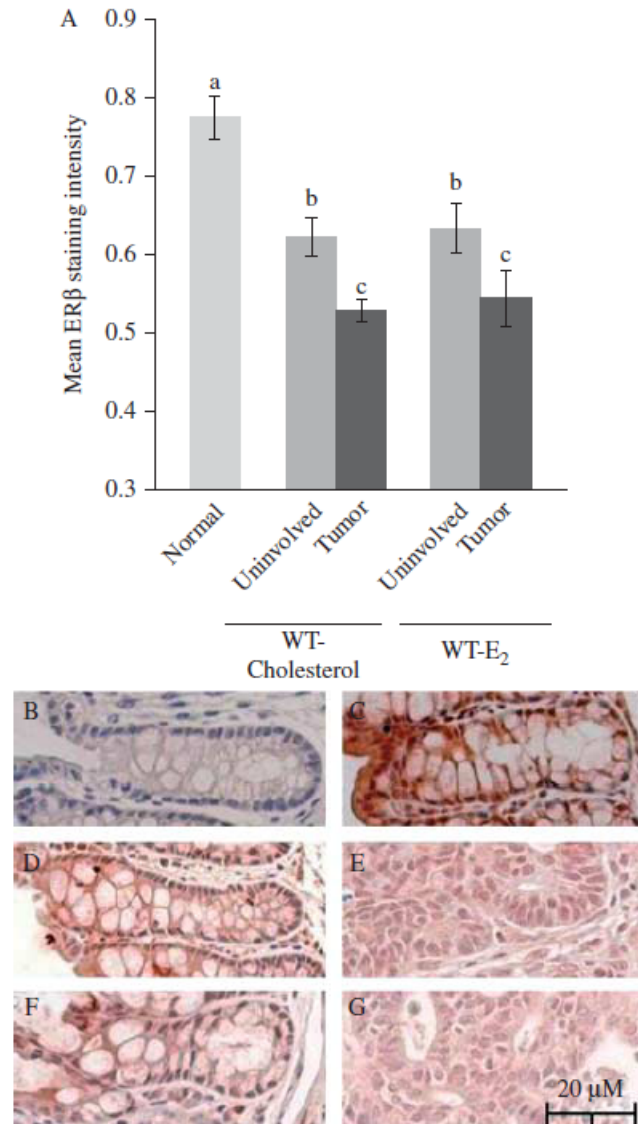 A
0.9
0.8
0.7
0.6
0.5
0.4
0.3
Mean ERβ staining intensity
a
b
c
b
c
Normal
Uninvolved
Tumor
Uninvolved
Tumor
WT-
Cholesterol
WT-E₂
B
C
D
E
F
G
20 μM